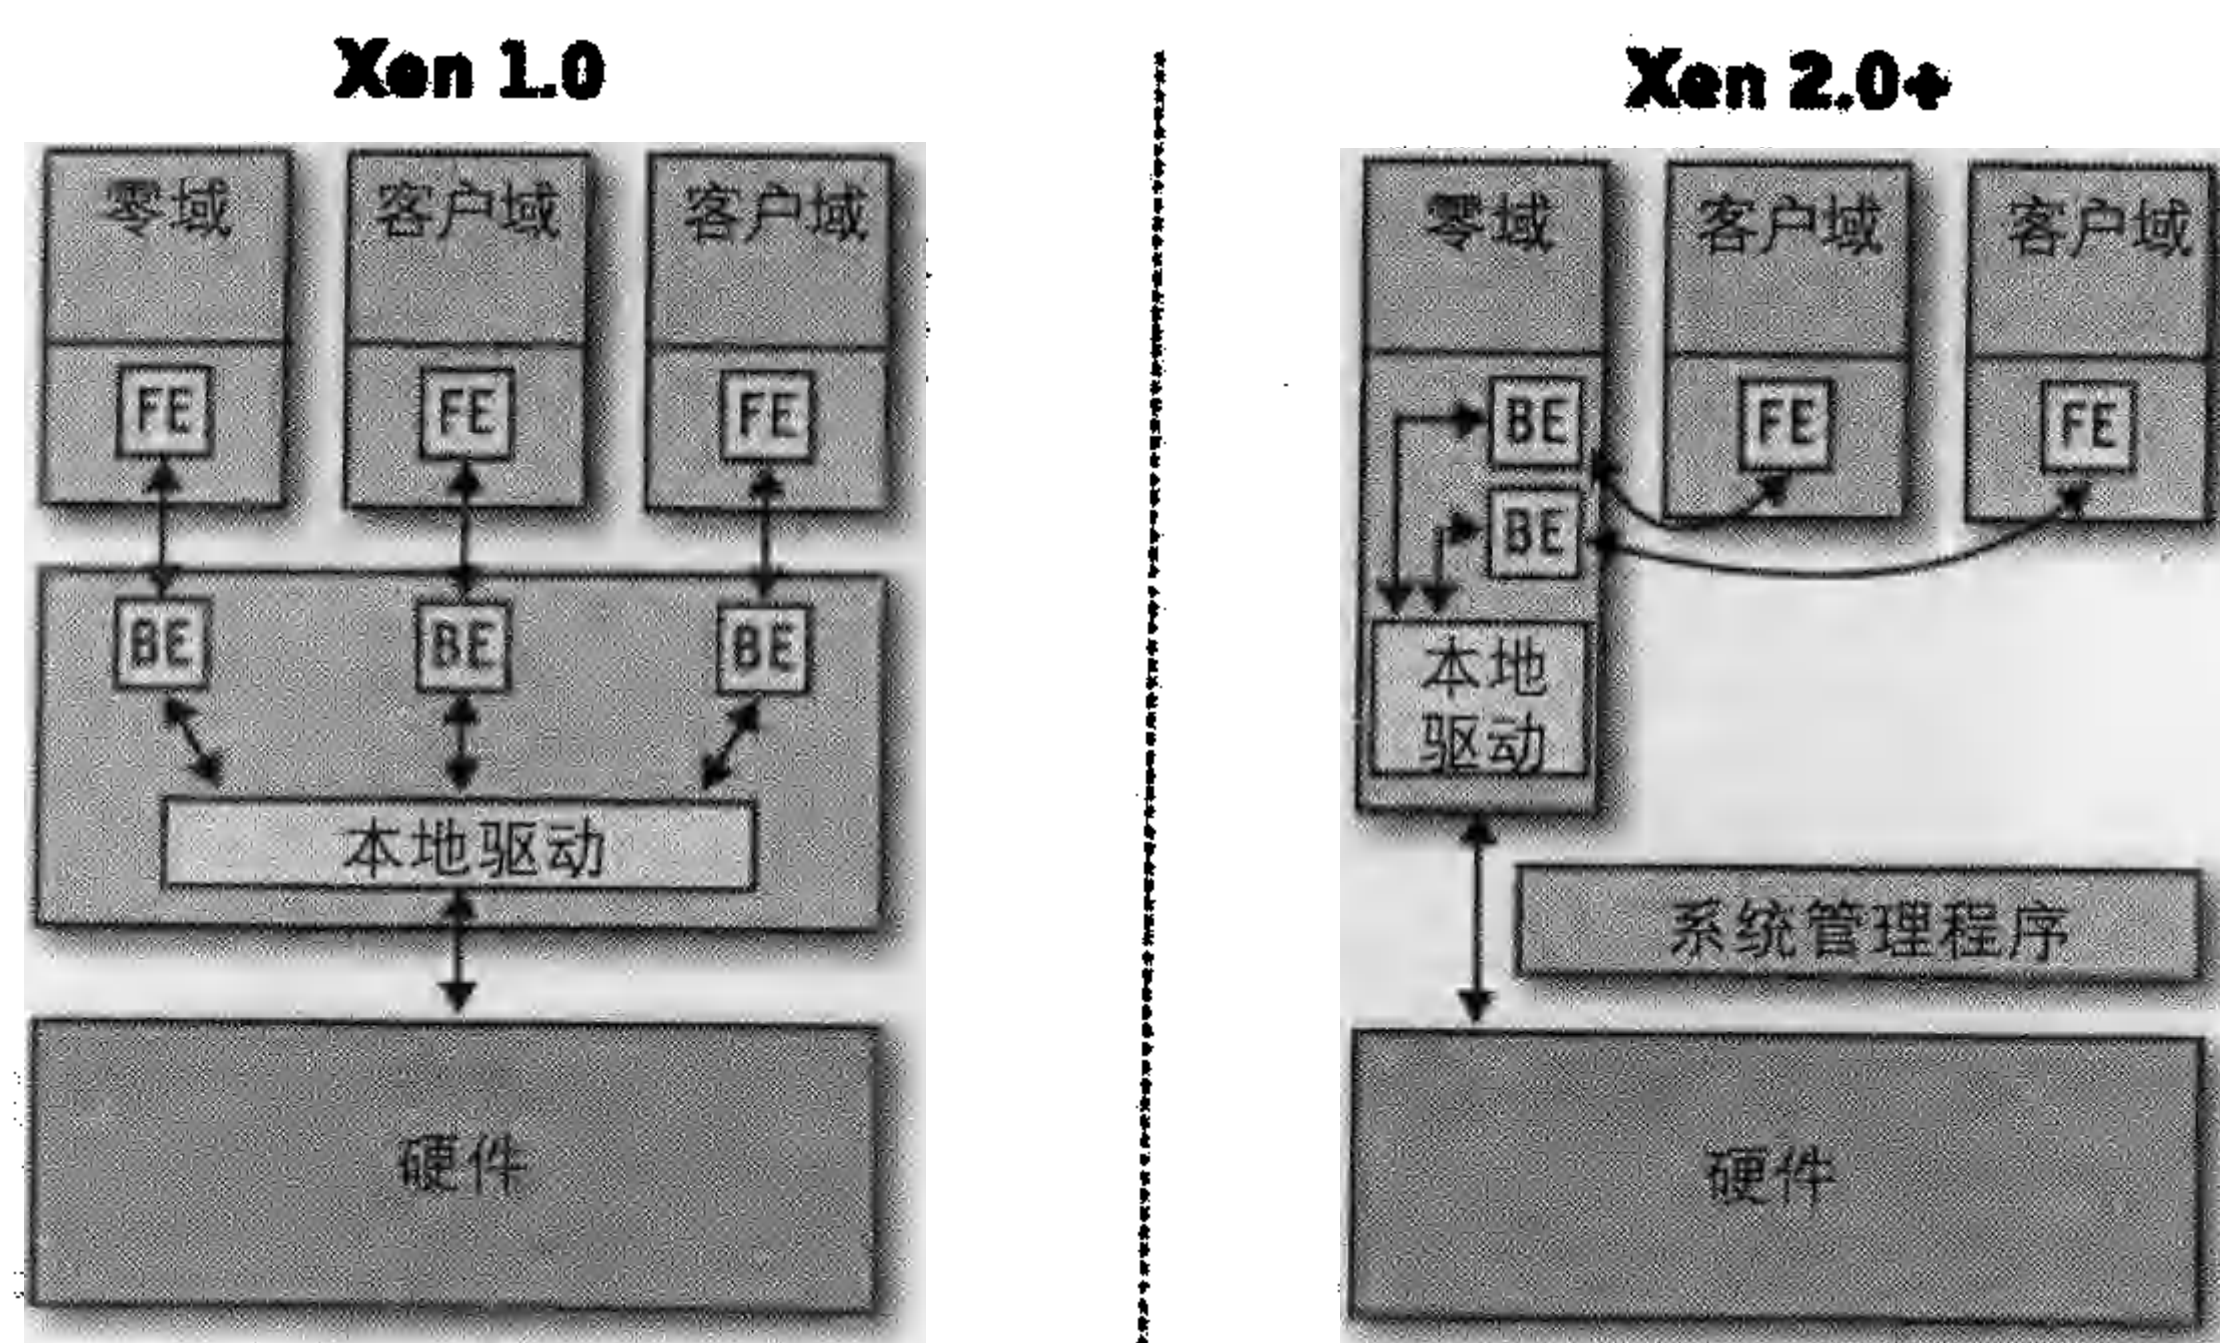 Xen 1.0
零域 客户域 客户域
FE FE FE
BE BE BE
本地驱动
硬件
Xen 2.0+
零域 客户域 客户域
BE FE FE
BE
本地
驱动
系统管理程序
硬件